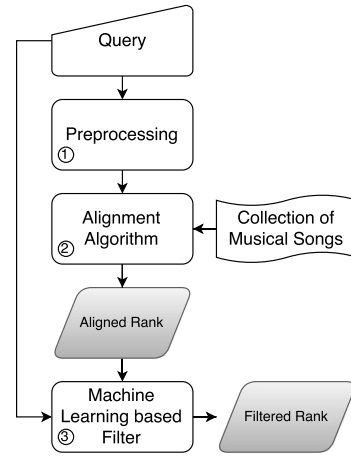 Query
Preprocessing
1
Alignment
Algorithm
2
Collection of
Musical Songs
Aligned Rank
Machine
Learning based
Filter
3
Filtered Rank